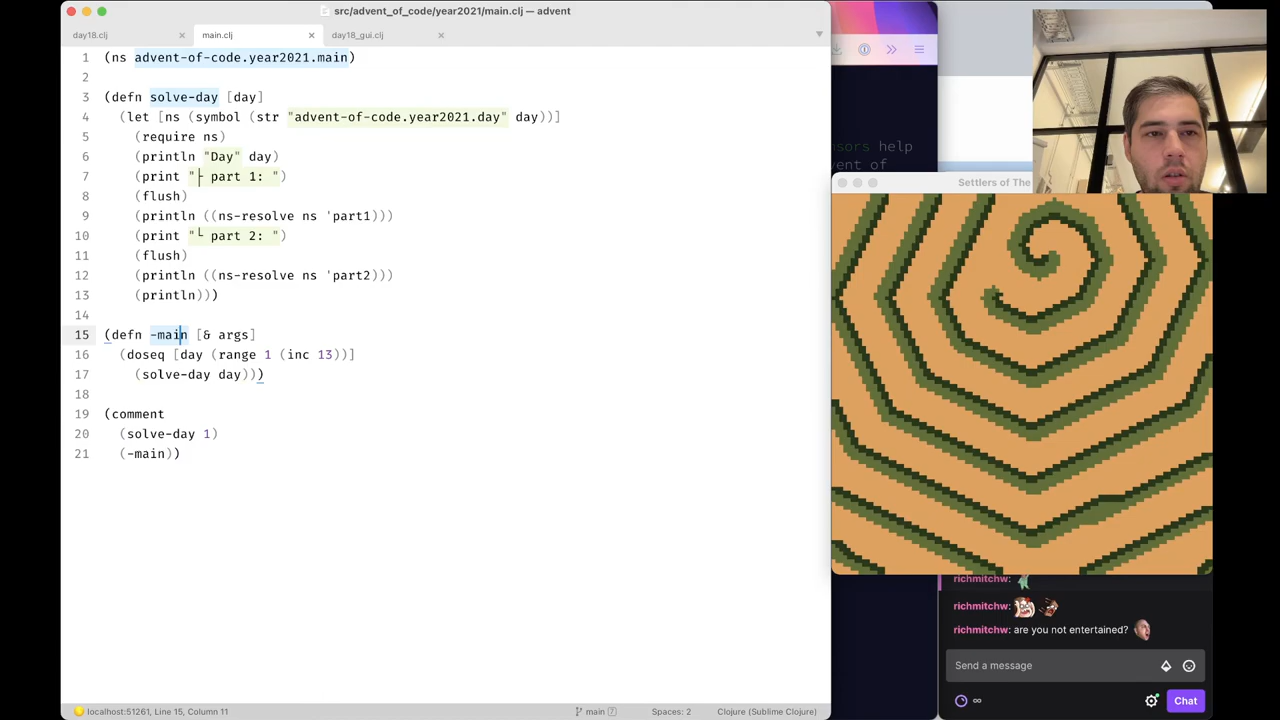 src/advent_of_code/year2021/main.clj — advent
day18.clj
main.clj
day18_gui.clj
1 (ns advent-of-code.year2021.main)
2
3 (defn solve-day [day]
4 (let [ns (symbol (str "advent-of-code.year2021.day" day))]
5 (require ns)
6 (println "Day" day)
7 (print "├ part 1: ")
8 (flush)
9 (println ((ns-resolve ns 'part1)))
10 (print "└ part 2: ")
11 (flush)
12 (println ((ns-resolve ns 'part2)))
13 (println)))
14
15 (defn -main [& args]
16 (doseq [day (range 1 (inc 13))]
17 (solve-day day)))
18
19 (comment
20 (solve-day 1)
21 (-main))
nsors help
vent of
Settlers of The
richmitchw:
richmitchw:
richmitchw: are you not entertained?
Send a message
∞
Chat
localhost:51261, Line 15, Column 11
main 7
Spaces: 2
Clojure (Sublime Clojure)